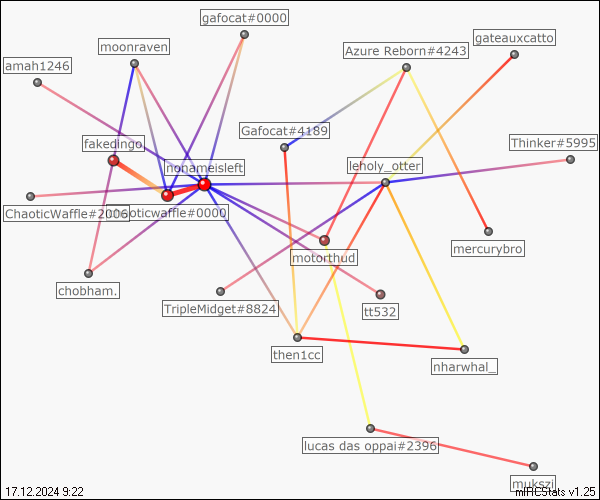 gafocat#0000
moonraven
Azure Reborn#4243
gateauxcatto
amah1246
Gafocat#4189
fakedingo
Thinker#5995
nonameisleft
leholy_otter
ChaoticWaffle#2006
chaoticwaffle#0000
mercurybro
motorthud
chobham.
TripleMidget#8824
tt532
then1cc
nharwhal_
lucas das oppai#2396
mukszi
17.12.2024 9:22
mIRCStats v1.25